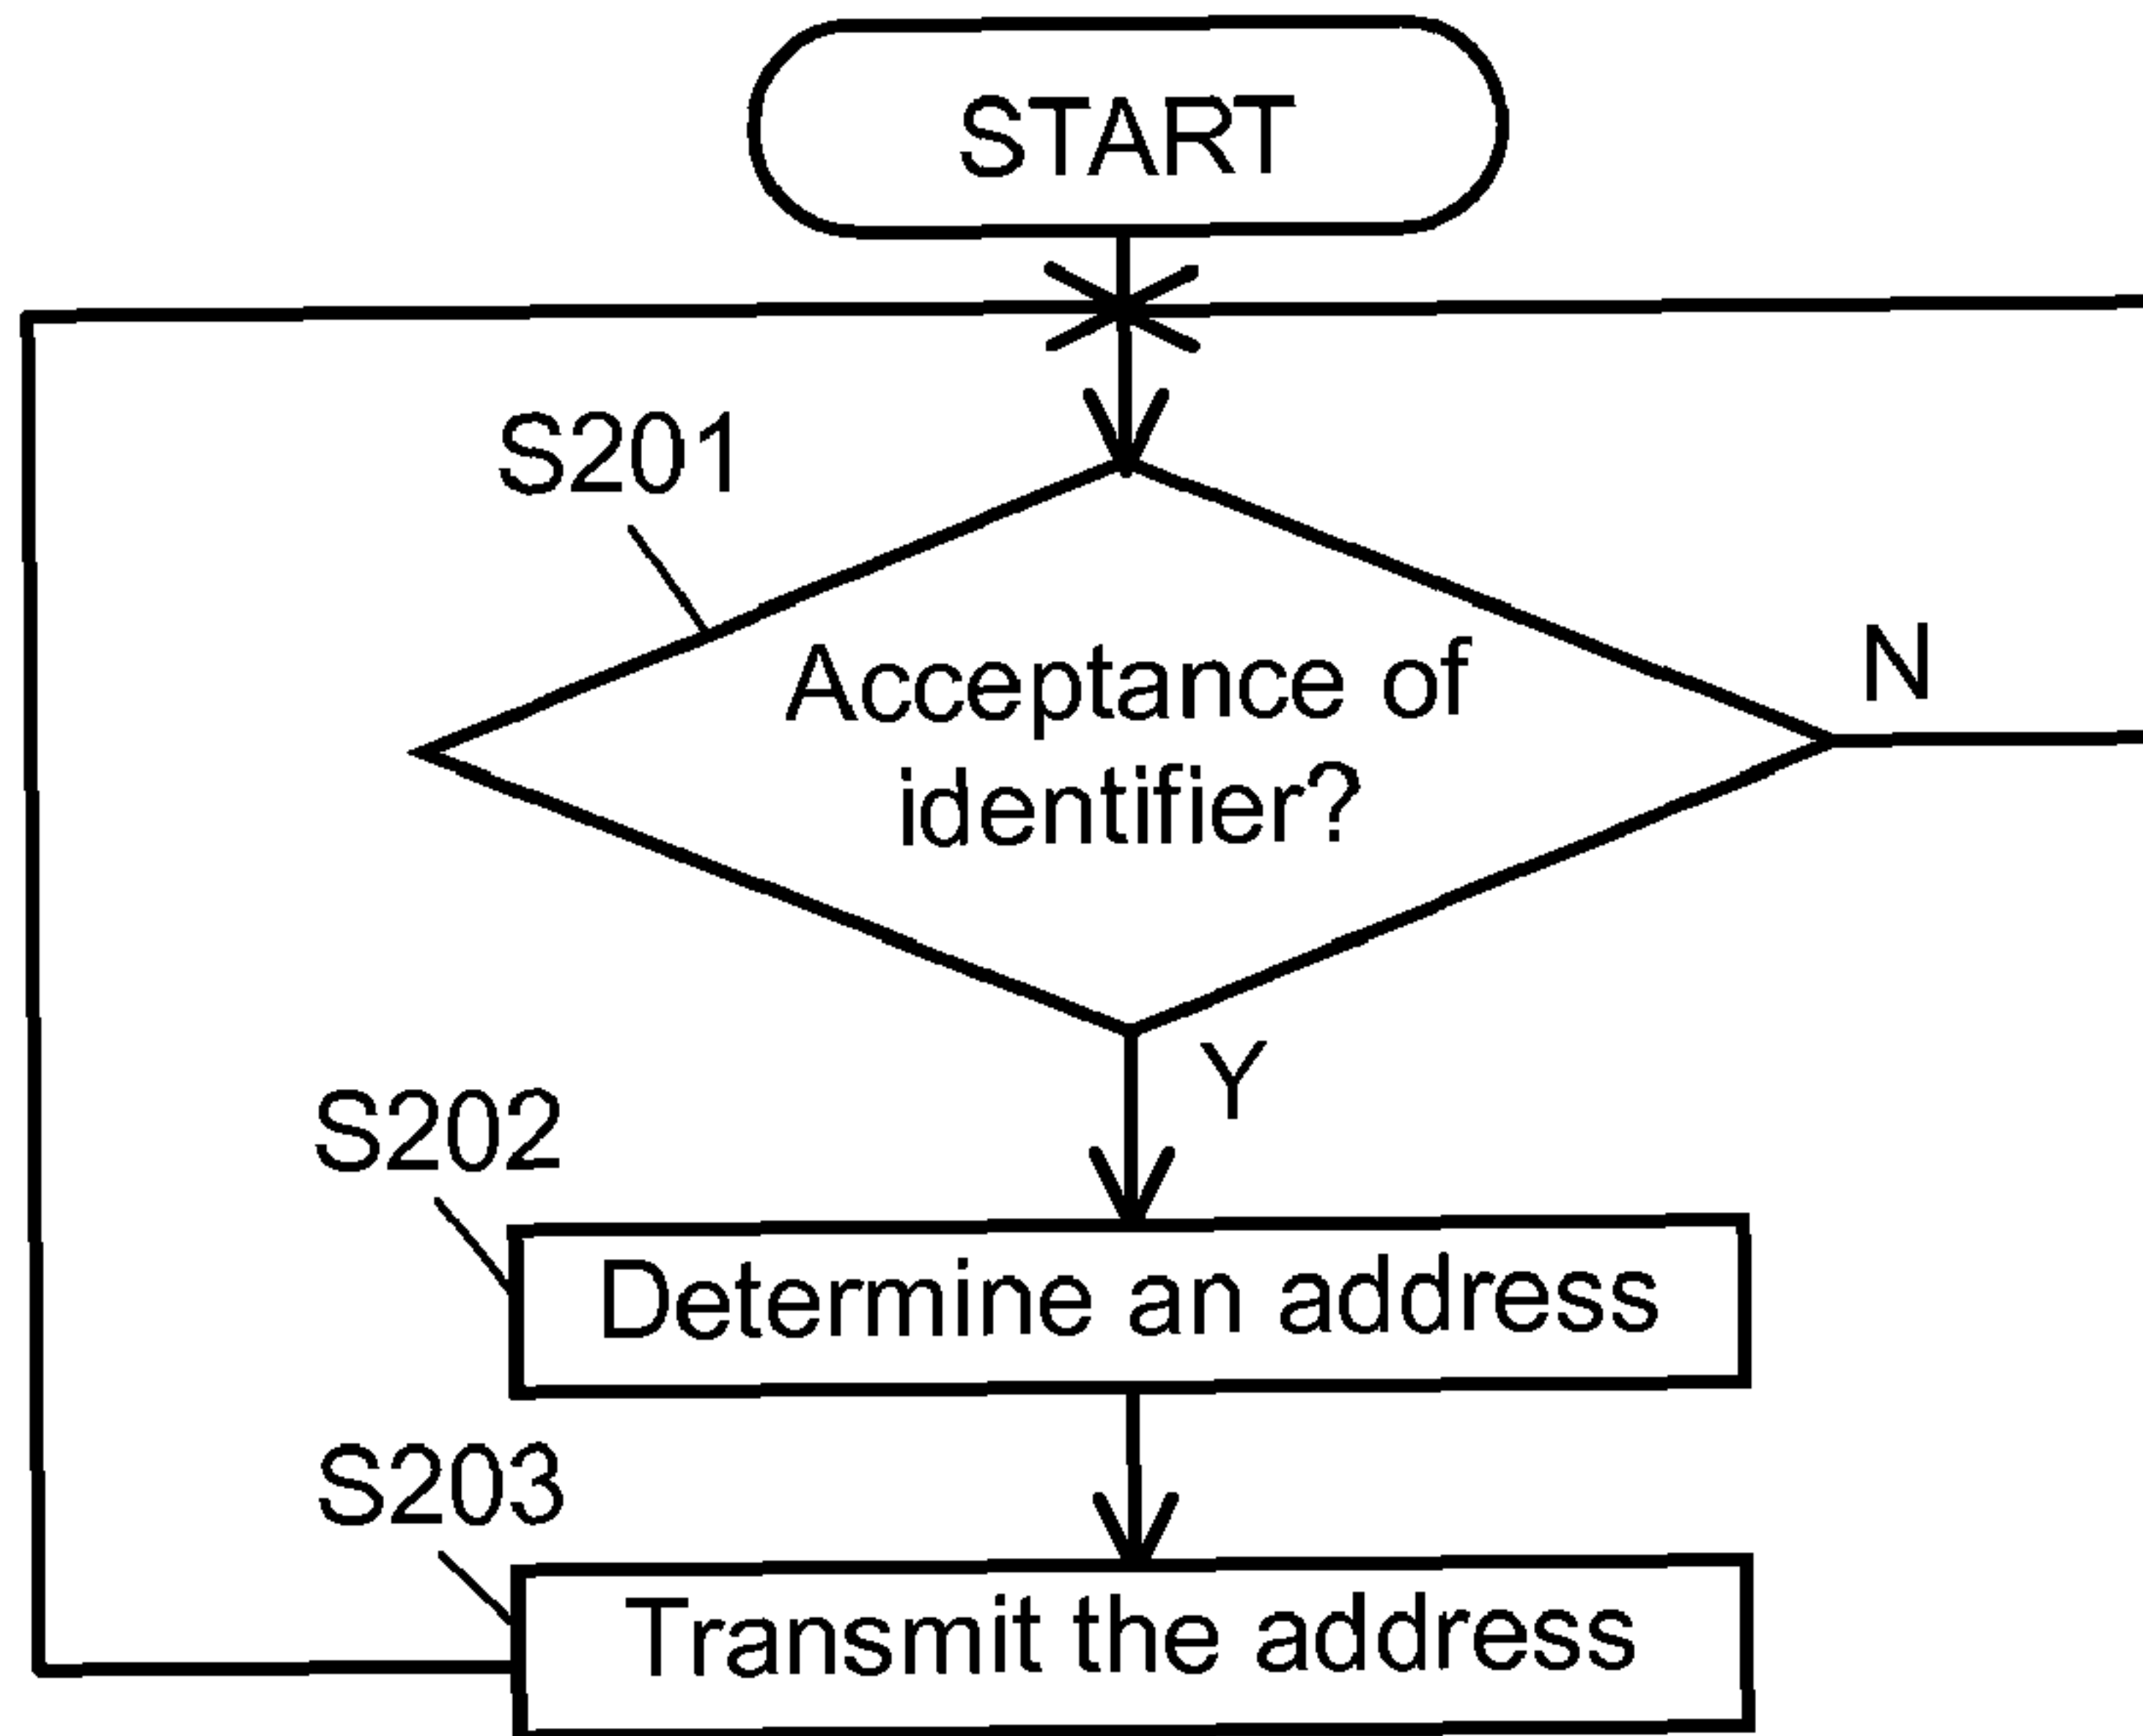 START
S201
Acceptance of
identifier?
N
Y
S202
Determine an address
S203
Transmit the address